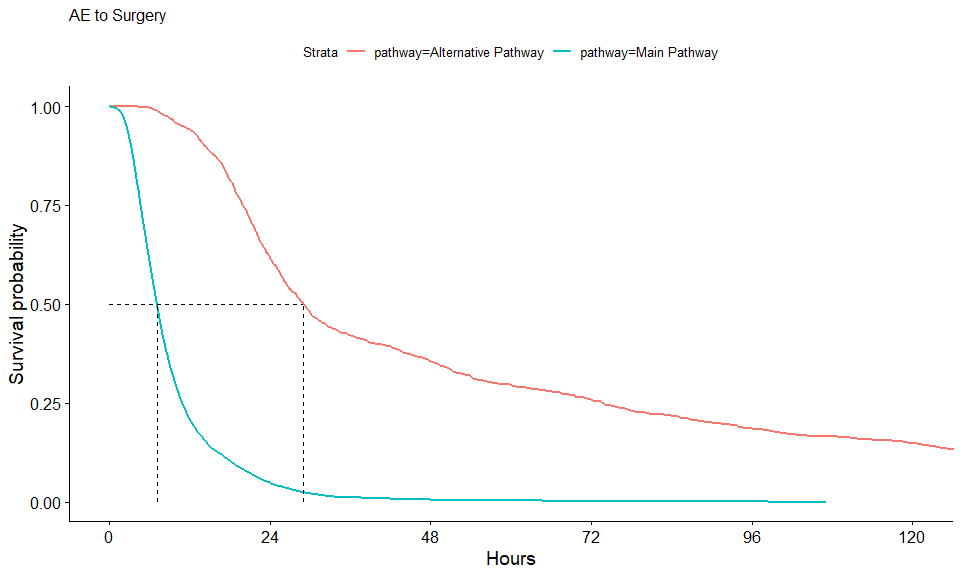 AE to Surgery
Strata pathway=Alternative Pathway pathway=Main Pathway
Survival probability
1.00
0.75
0.50
0.25
0.00
0 24 48 72 96 120
Hours